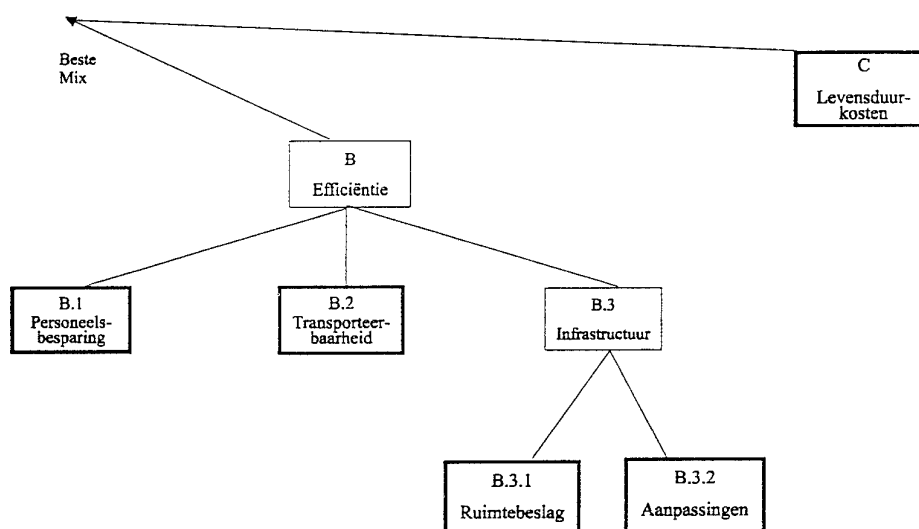 Beste
Mix
C
Levensduur-
kosten
B
Efficiëntie
B.1
Personeels-
besparing
B.2
Transporteer-
baarheid
B.3
Infrastructuur
B.3.1
Ruimtebeslag
B.3.2
Aanpassingen